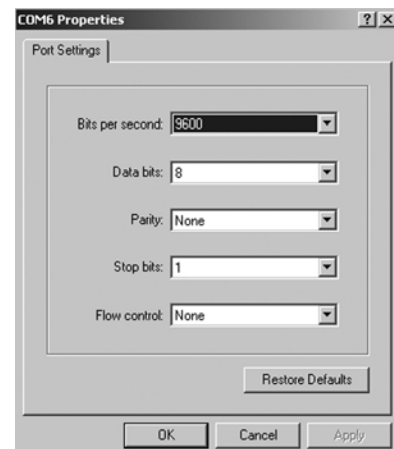 COM6 Properties ? X
Port Settings
Bits per second: 9600
Data bits: 8
Parity: None
Stop bits: 1
Flow control: None
Restore Defaults
OK Cancel Apply